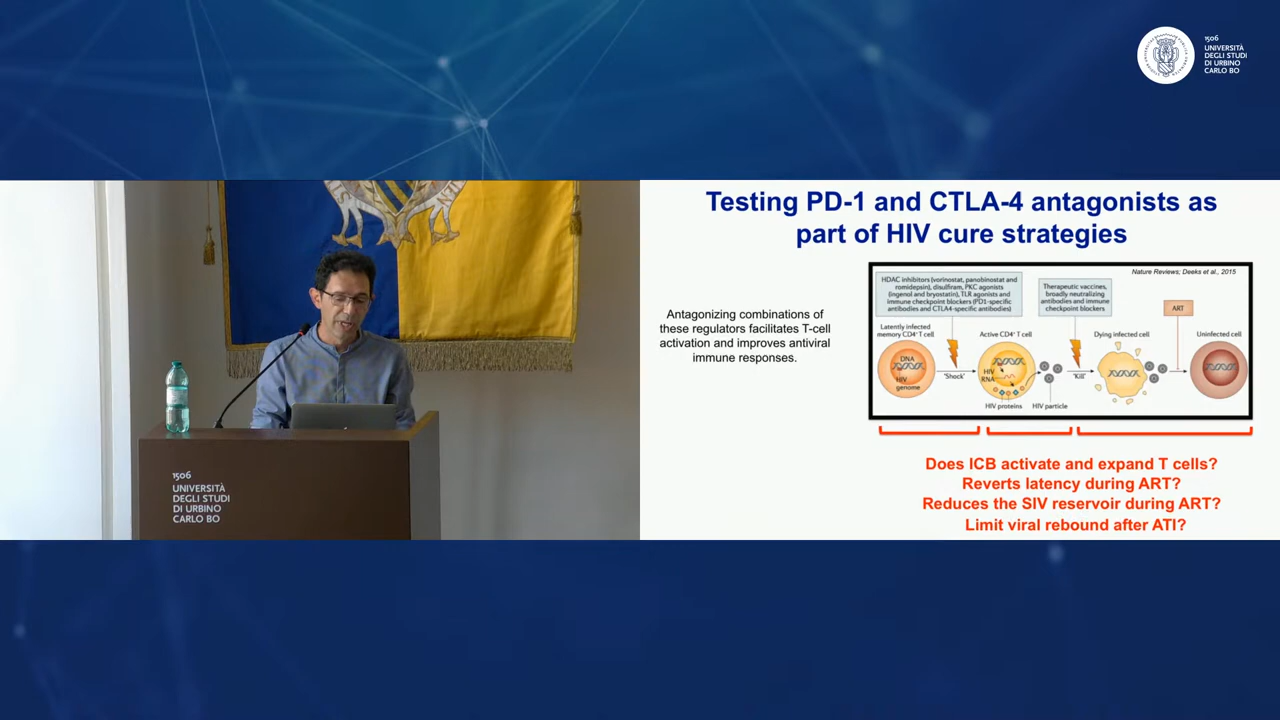 1506
UNIVERSITÀ
DEGLI STUDI
DI URBINO
CARLO BO
Testing PD-1 and CTLA-4 antagonists as
part of HIV cure strategies
Antagonizing combinations of
these regulators facilitates T-cell
activation and improves antiviral
immune responses.
Nature Reviews; Deeks et al., 2015
HDAC inhibitors (vorinostat, panobinostat and
romidepsin), disulfiram, PKC agonists
(ingenol and bryostatin), TLR agonists and
immune checkpoint blockers (PD1-specific
antibodies and CTLA4-specific antibodies)
Therapeutic vaccines,
broadly neutralizing
antibodies and immune
checkpoint blockers
ART
Latently infected
memory CD4⁺ T cell
Active CD4⁺ T cell
Dying infected cell
Uninfected cell
DNA
HIV
genome
"Shock"
HIV
RNA
"Kill"
HIV proteins
HIV particle
Does ICB activate and expand T cells?
Reverts latency during ART?
Reduces the SIV reservoir during ART?
Limit viral rebound after ATI?
1506
UNIVERSITÀ
DEGLI STUDI
DI URBINO
CARLO BO